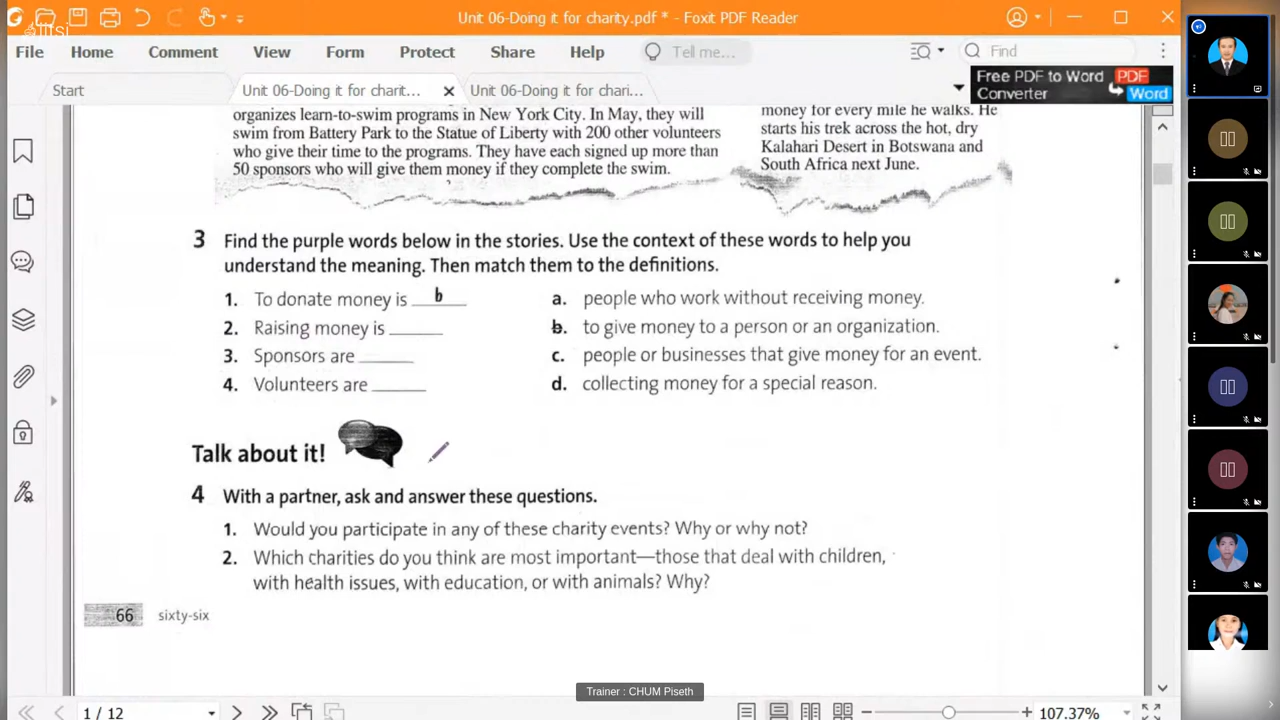 Unit 06-Doing it for charity.pdf * - Foxit PDF Reader
File Home Comment View Form Protect Share Help Tell me... Find
Start Unit 06-Doing it for charit... Unit 06-Doing it for chari...
Free PDF to Word PDF
Converter Word
organizes learn-to-swim programs in New York City. In May, they will
swim from Battery Park to the Statue of Liberty with 200 other volunteers
who give their time to the programs. They have each signed up more than
50 sponsors who will give them money if they complete the swim.
money for every mile he walks. He
starts his trek across the hot, dry
Kalahari Desert in Botswana and
South Africa next June.
3 Find the purple words below in the stories. Use the context of these words to help you
understand the meaning. Then match them to the definitions.
1. To donate money is b
2. Raising money is ______
3. Sponsors are ______
4. Volunteers are ______
a. people who work without receiving money.
b. to give money to a person or an organization.
c. people or businesses that give money for an event.
d. collecting money for a special reason.
Talk about it!
4 With a partner, ask and answer these questions.
1. Would you participate in any of these charity events? Why or why not?
2. Which charities do you think are most important—those that deal with children,
with health issues, with education, or with animals? Why?
66 sixty-six
Trainer : CHUM Piseth
1 / 12 107.37%